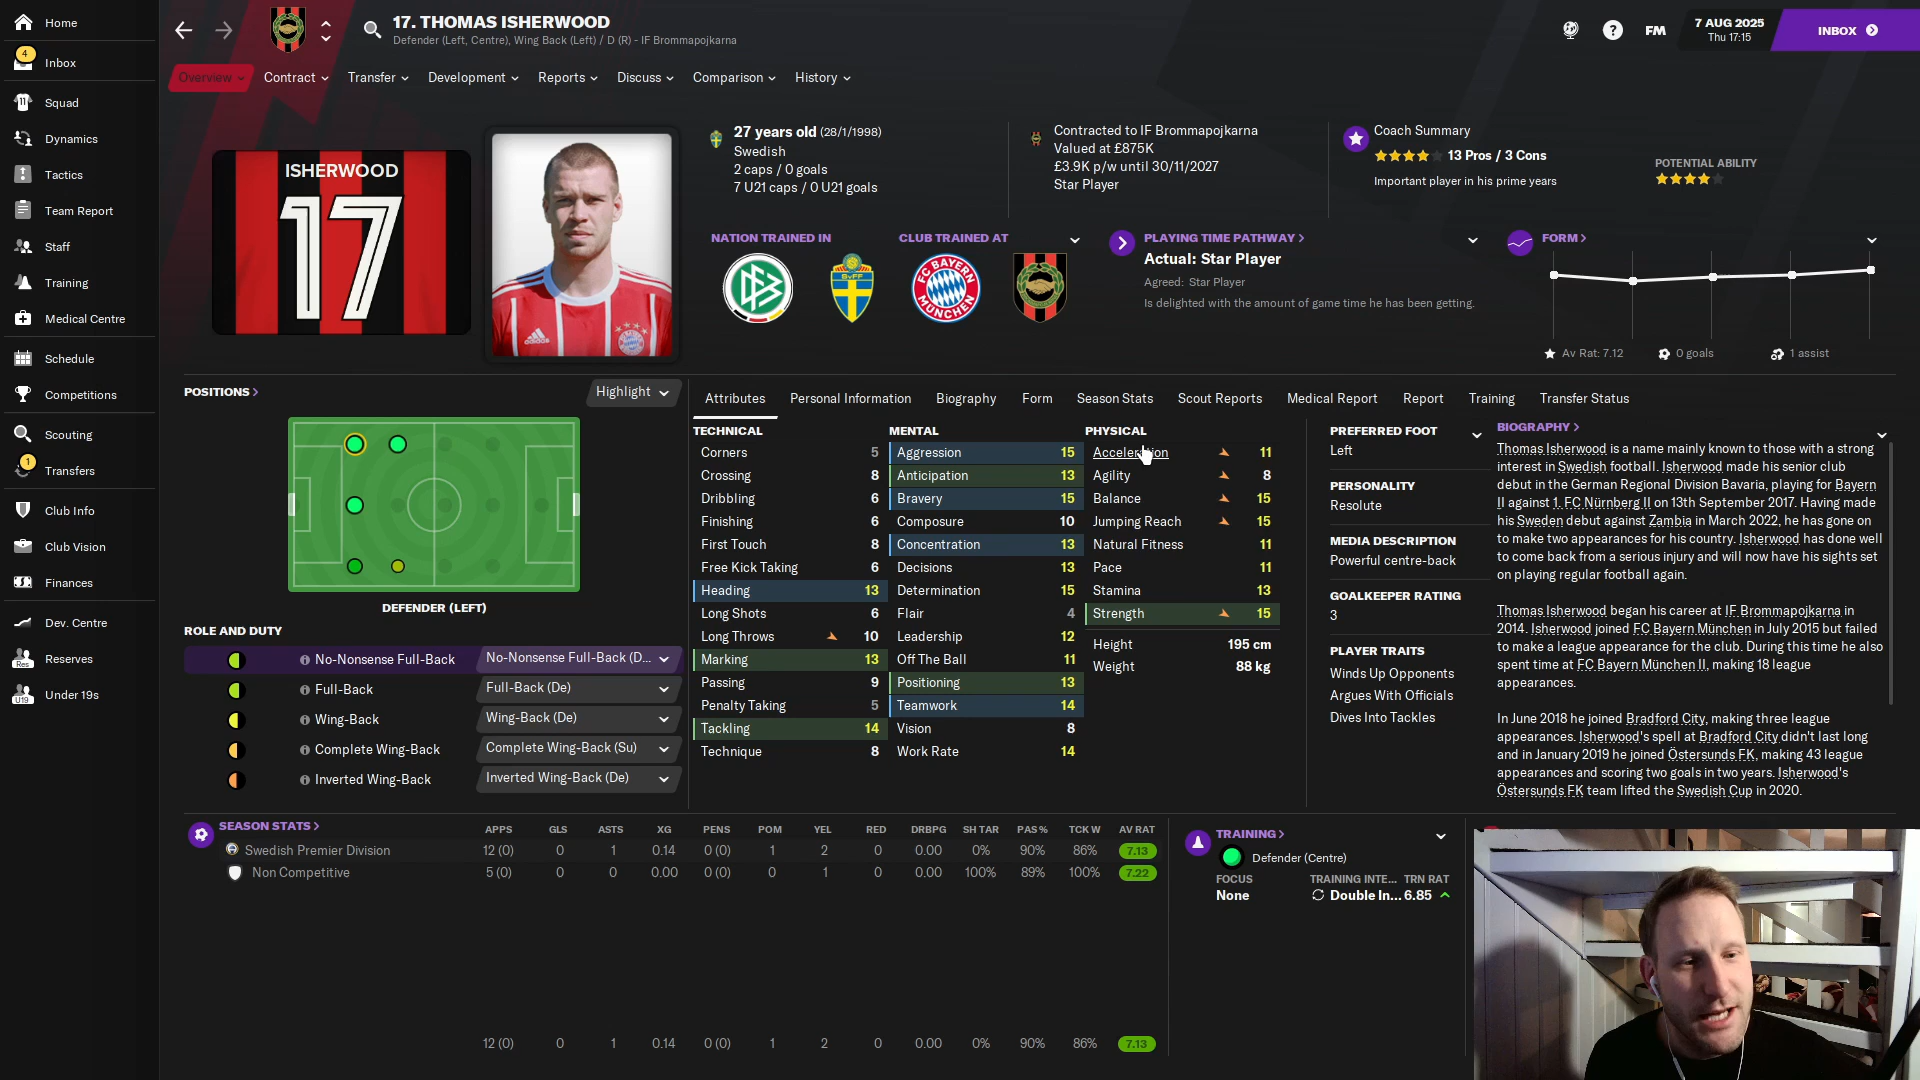 Home
4
Inbox
Squad
Dynamics
Tactics
Team Report
Staff
Training
Medical Centre
Schedule
Competitions
Scouting
1
Transfers
Club Info
Club Vision
Finances
Dev. Centre
Reserves
Under 19s
17. THOMAS ISHERWOOD
Defender (Left, Centre), Wing Back (Left) / D (R) - IF Brommapojkarna
FM
7 AUG 2025
Thu 17:15
INBOX
Overview
Contract
Transfer
Development
Reports
Discuss
Comparison
History
ISHERWOOD
17
27 years old (28/1/1998)
Swedish
2 caps / 0 goals
7 U21 caps / 0 U21 goals
Contracted to IF Brommapojkarna
Valued at £875K
£3.9K p/w until 30/11/2027
Star Player
Coach Summary
13 Pros / 3 Cons
Important player in his prime years
POTENTIAL ABILITY
NATION TRAINED IN
CLUB TRAINED AT
PLAYING TIME PATHWAY >
Actual: Star Player
Agreed: Star Player
Is delighted with the amount of game time he has been getting.
FORM >
Av Rat: 7.12
0 goals
1 assist
POSITIONS >
Highlight
DEFENDER (LEFT)
ROLE AND DUTY
No-Nonsense Full-Back
No-Nonsense Full-Back (D...
Full-Back
Full-Back (De)
Wing-Back
Wing-Back (De)
Complete Wing-Back
Complete Wing-Back (Su)
Inverted Wing-Back
Inverted Wing-Back (De)
Attributes
Personal Information
Biography
Form
Season Stats
Scout Reports
Medical Report
Report
Training
Transfer Status
TECHNICAL
Corners 5
Crossing 8
Dribbling 6
Finishing 6
First Touch 8
Free Kick Taking 6
Heading 13
Long Shots 6
Long Throws 10
Marking 13
Passing 9
Penalty Taking 5
Tackling 14
Technique 8
MENTAL
Aggression 15
Anticipation 13
Bravery 15
Composure 10
Concentration 13
Decisions 13
Determination 15
Flair 4
Leadership 12
Off The Ball 11
Positioning 13
Teamwork 14
Vision 8
Work Rate 14
PHYSICAL
Acceleration 11
Agility 8
Balance 15
Jumping Reach 15
Natural Fitness 11
Pace 11
Stamina 13
Strength 15
Height 195 cm
Weight 88 kg
PREFERRED FOOT
Left
PERSONALITY
Resolute
MEDIA DESCRIPTION
Powerful centre-back
GOALKEEPER RATING
3
PLAYER TRAITS
Winds Up Opponents
Argues With Officials
Dives Into Tackles
BIOGRAPHY >
Thomas Isherwood is a name mainly known to those with a strong
interest in Swedish football. Isherwood made his senior club
debut in the German Regional Division Bavaria, playing for Bayern
II against 1. FC Nürnberg II on 13th September 2017. Having made
his Sweden debut against Zambia in March 2022, he has gone on
to make two appearances for his country. Isherwood has done well
to come back from a serious injury and will now have his sights set
on playing regular football again.
Thomas Isherwood began his career at IF Brommapojkarna in
2014. Isherwood joined FC Bayern München in July 2015 but failed
to make a league appearance for the club. During this time he also
spent time at FC Bayern München II, making 18 league
appearances.
In June 2018 he joined Bradford City, making three league
appearances. Isherwood's spell at Bradford City didn't last long
and in January 2019 he joined Östersunds FK, making 43 league
appearances and scoring two goals in two years. Isherwood's
Östersunds FK team lifted the Swedish Cup in 2020.
SEASON STATS >
APPS GLS ASTS XG PENS POM YEL RED DRBPG SH TAR PAS % TCK W AV RAT
Swedish Premier Division 12 (0) 0 1 0.14 0 (0) 1 2 0 0.00 0% 90% 86% 7.13
Non Competitive 5 (0) 0 0 0.00 0 (0) 0 1 0 0.00 100% 89% 100% 7.22
12 (0) 0 1 0.14 0 (0) 1 2 0 0.00 0% 90% 86% 7.13
TRAINING >
Defender (Centre)
FOCUS
None
TRAINING INTE...
Double In...
TRN RAT
6.85